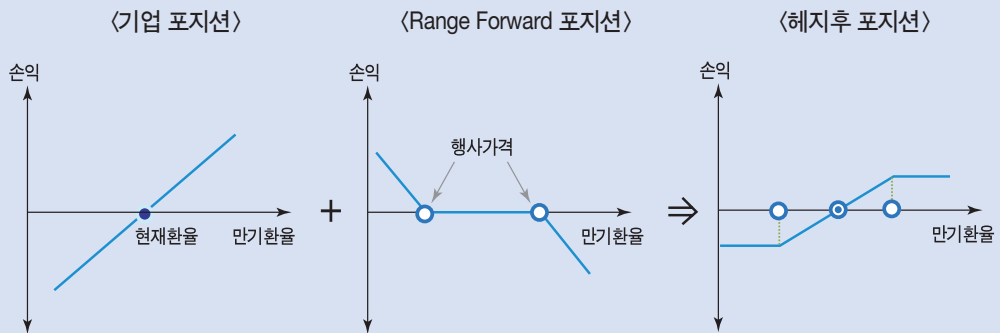 〈기업 포지션〉
손익
현재환율
만기환율
+
〈Range Forward 포지션〉
손익
행사가격
만기환율
⇒
〈헤지후 포지션〉
손익
만기환율